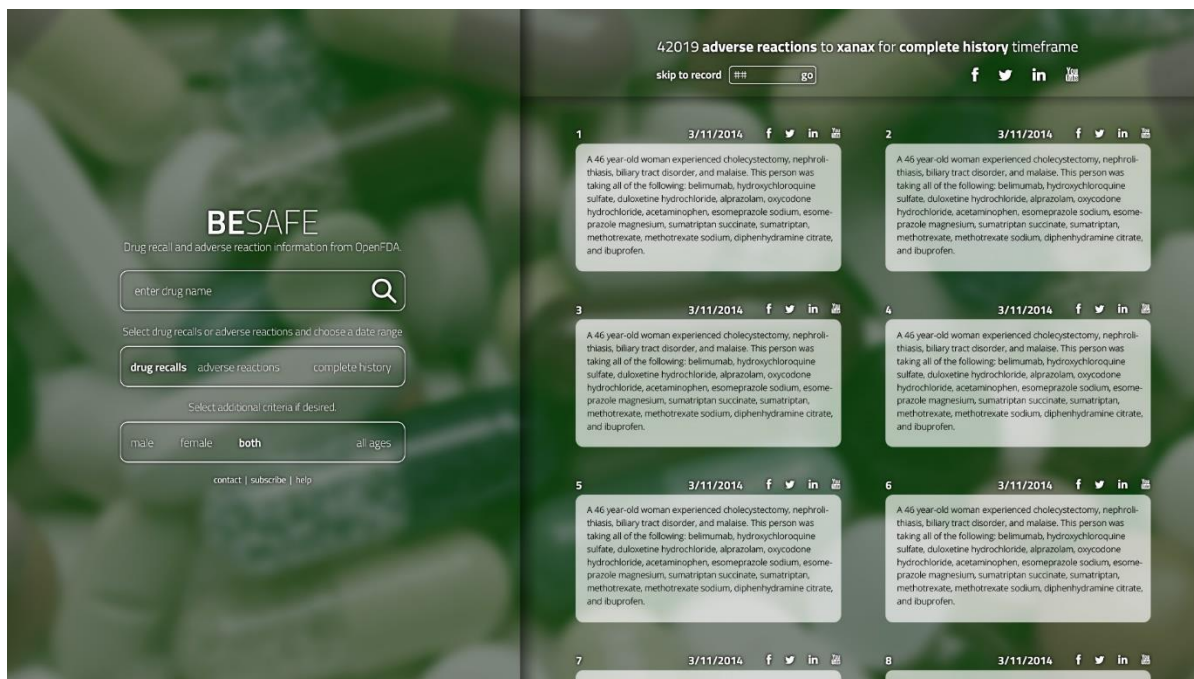 BESAFE
Drug recall and adverse reaction information from OpenFDA.
enter drug name
Select drug recalls or adverse reactions and choose a date range
drug recalls adverse reactions complete history
Select additional criteria if desired.
male female both all ages
contact | subscribe | help
42019 adverse reactions to xanax for complete history timeframe
skip to record ## go
f in You Tube
1 3/11/2014 f in You Tube
A 46 year-old woman experienced cholecystectomy, nephroli-
thiasis, biliary tract disorder, and malaise. This person was
taking all of the following: belimumab, hydroxychloroquine
sulfate, duloxetine hydrochloride, alprazolam, oxycodone
hydrochloride, acetaminophen, esomeprazole sodium, esome-
prazole magnesium, sumatriptan succinate, sumatriptan,
methotrexate, methotrexate sodium, diphenhydramine citrate,
and ibuprofen.
2 3/11/2014 f in You Tube
A 46 year-old woman experienced cholecystectomy, nephroli-
thiasis, biliary tract disorder, and malaise. This person was
taking all of the following: belimumab, hydroxychloroquine
sulfate, duloxetine hydrochloride, alprazolam, oxycodone
hydrochloride, acetaminophen, esomeprazole sodium, esome-
prazole magnesium, sumatriptan succinate, sumatriptan,
methotrexate, methotrexate sodium, diphenhydramine citrate,
and ibuprofen.
3 3/11/2014 f in You Tube
A 46 year-old woman experienced cholecystectomy, nephroli-
thiasis, biliary tract disorder, and malaise. This person was
taking all of the following: belimumab, hydroxychloroquine
sulfate, duloxetine hydrochloride, alprazolam, oxycodone
hydrochloride, acetaminophen, esomeprazole sodium, esome-
prazole magnesium, sumatriptan succinate, sumatriptan,
methotrexate, methotrexate sodium, diphenhydramine citrate,
and ibuprofen.
4 3/11/2014 f in You Tube
A 46 year-old woman experienced cholecystectomy, nephroli-
thiasis, biliary tract disorder, and malaise. This person was
taking all of the following: belimumab, hydroxychloroquine
sulfate, duloxetine hydrochloride, alprazolam, oxycodone
hydrochloride, acetaminophen, esomeprazole sodium, esome-
prazole magnesium, sumatriptan succinate, sumatriptan,
methotrexate, methotrexate sodium, diphenhydramine citrate,
and ibuprofen.
5 3/11/2014 f in You Tube
A 46 year-old woman experienced cholecystectomy, nephroli-
thiasis, biliary tract disorder, and malaise. This person was
taking all of the following: belimumab, hydroxychloroquine
sulfate, duloxetine hydrochloride, alprazolam, oxycodone
hydrochloride, acetaminophen, esomeprazole sodium, esome-
prazole magnesium, sumatriptan succinate, sumatriptan,
methotrexate, methotrexate sodium, diphenhydramine citrate,
and ibuprofen.
6 3/11/2014 f in You Tube
A 46 year-old woman experienced cholecystectomy, nephroli-
thiasis, biliary tract disorder, and malaise. This person was
taking all of the following: belimumab, hydroxychloroquine
sulfate, duloxetine hydrochloride, alprazolam, oxycodone
hydrochloride, acetaminophen, esomeprazole sodium, esome-
prazole magnesium, sumatriptan succinate, sumatriptan,
methotrexate, methotrexate sodium, diphenhydramine citrate,
and ibuprofen.
7 3/11/2014 f in You Tube
8 3/11/2014 f in You Tube